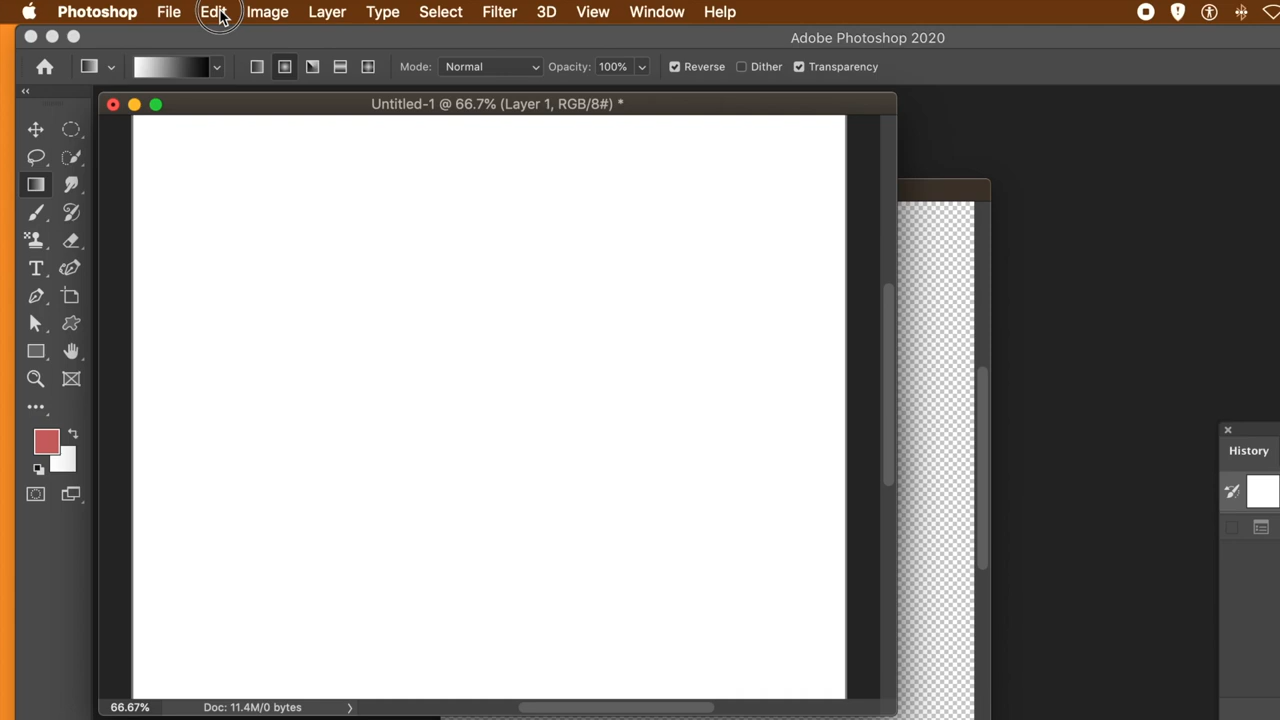 Photoshop File Edit Image Layer Type Select Filter 3D View Window Help
Adobe Photoshop 2020
Mode: Normal Opacity: 100% Reverse Dither Transparency
Untitled-1 @ 66.7% (Layer 1, RGB/8#) *
History
66.67% Doc: 11.4M/0 bytes